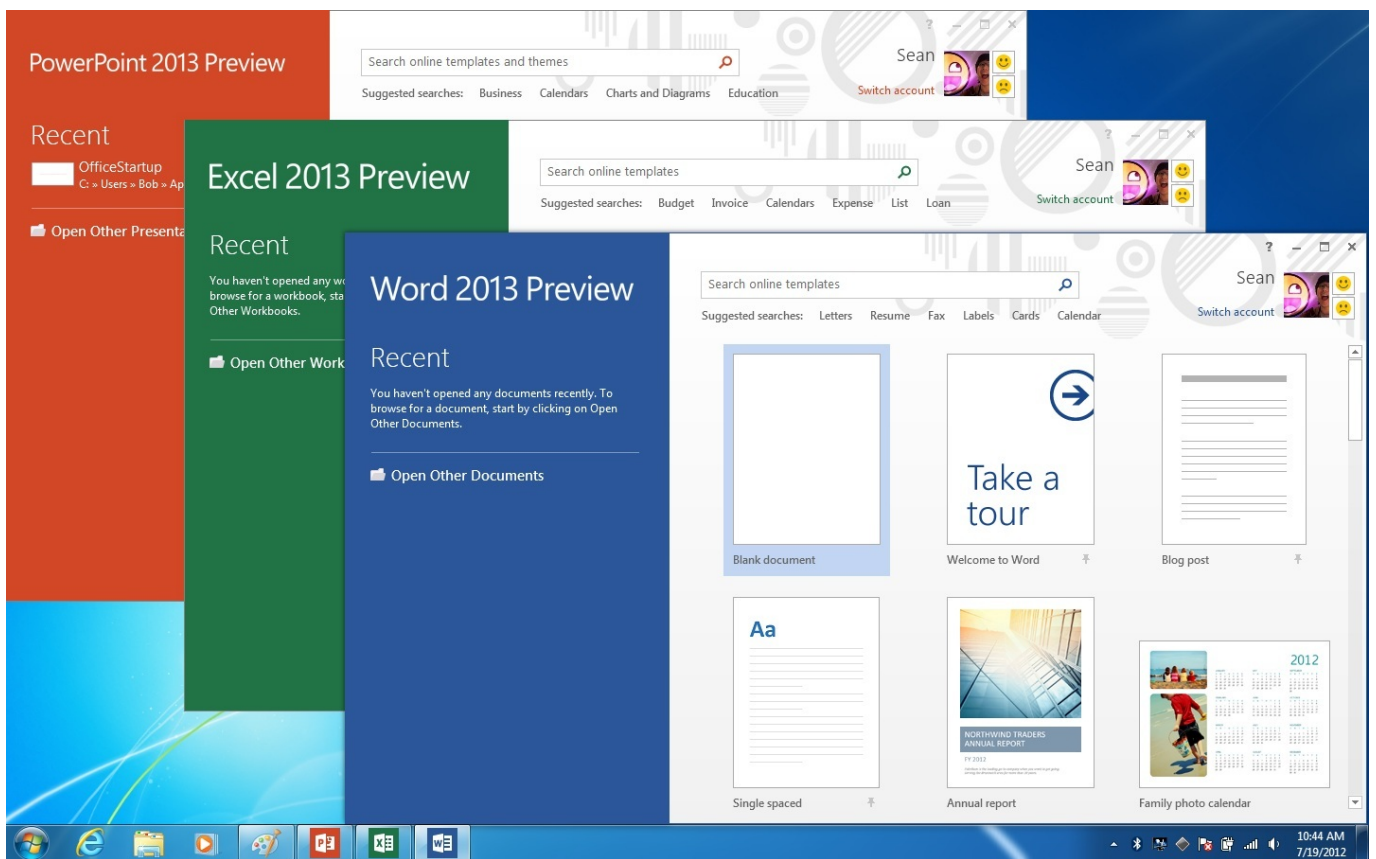 PowerPoint 2013 Preview
Search online templates and themes
Suggested searches: Business Calendars Charts and Diagrams Education
?
Sean
Switch account
Recent
OfficeStartup
C: » Users » Bob » Ap
Open Other Presenta
Excel 2013 Preview
Search online templates
Suggested searches: Budget Invoice Calendars Expense List Loan
?
Sean
Switch account
Recent
You haven't opened any wo
browse for a workbook, sta
Other Workbooks.
Open Other Work
Word 2013 Preview
Search online templates
Suggested searches: Letters Resume Fax Labels Cards Calendar
?
Sean
Switch account
Recent
You haven't opened any documents recently. To
browse for a document, start by clicking on Open
Other Documents.
Open Other Documents
Take a
tour
Blank document
Welcome to Word
Blog post
Aa
NORTHWIND TRADERS
ANNUAL REPORT
FY 2012
2012
Single spaced
Annual report
Family photo calendar
10:44 AM
7/19/2012